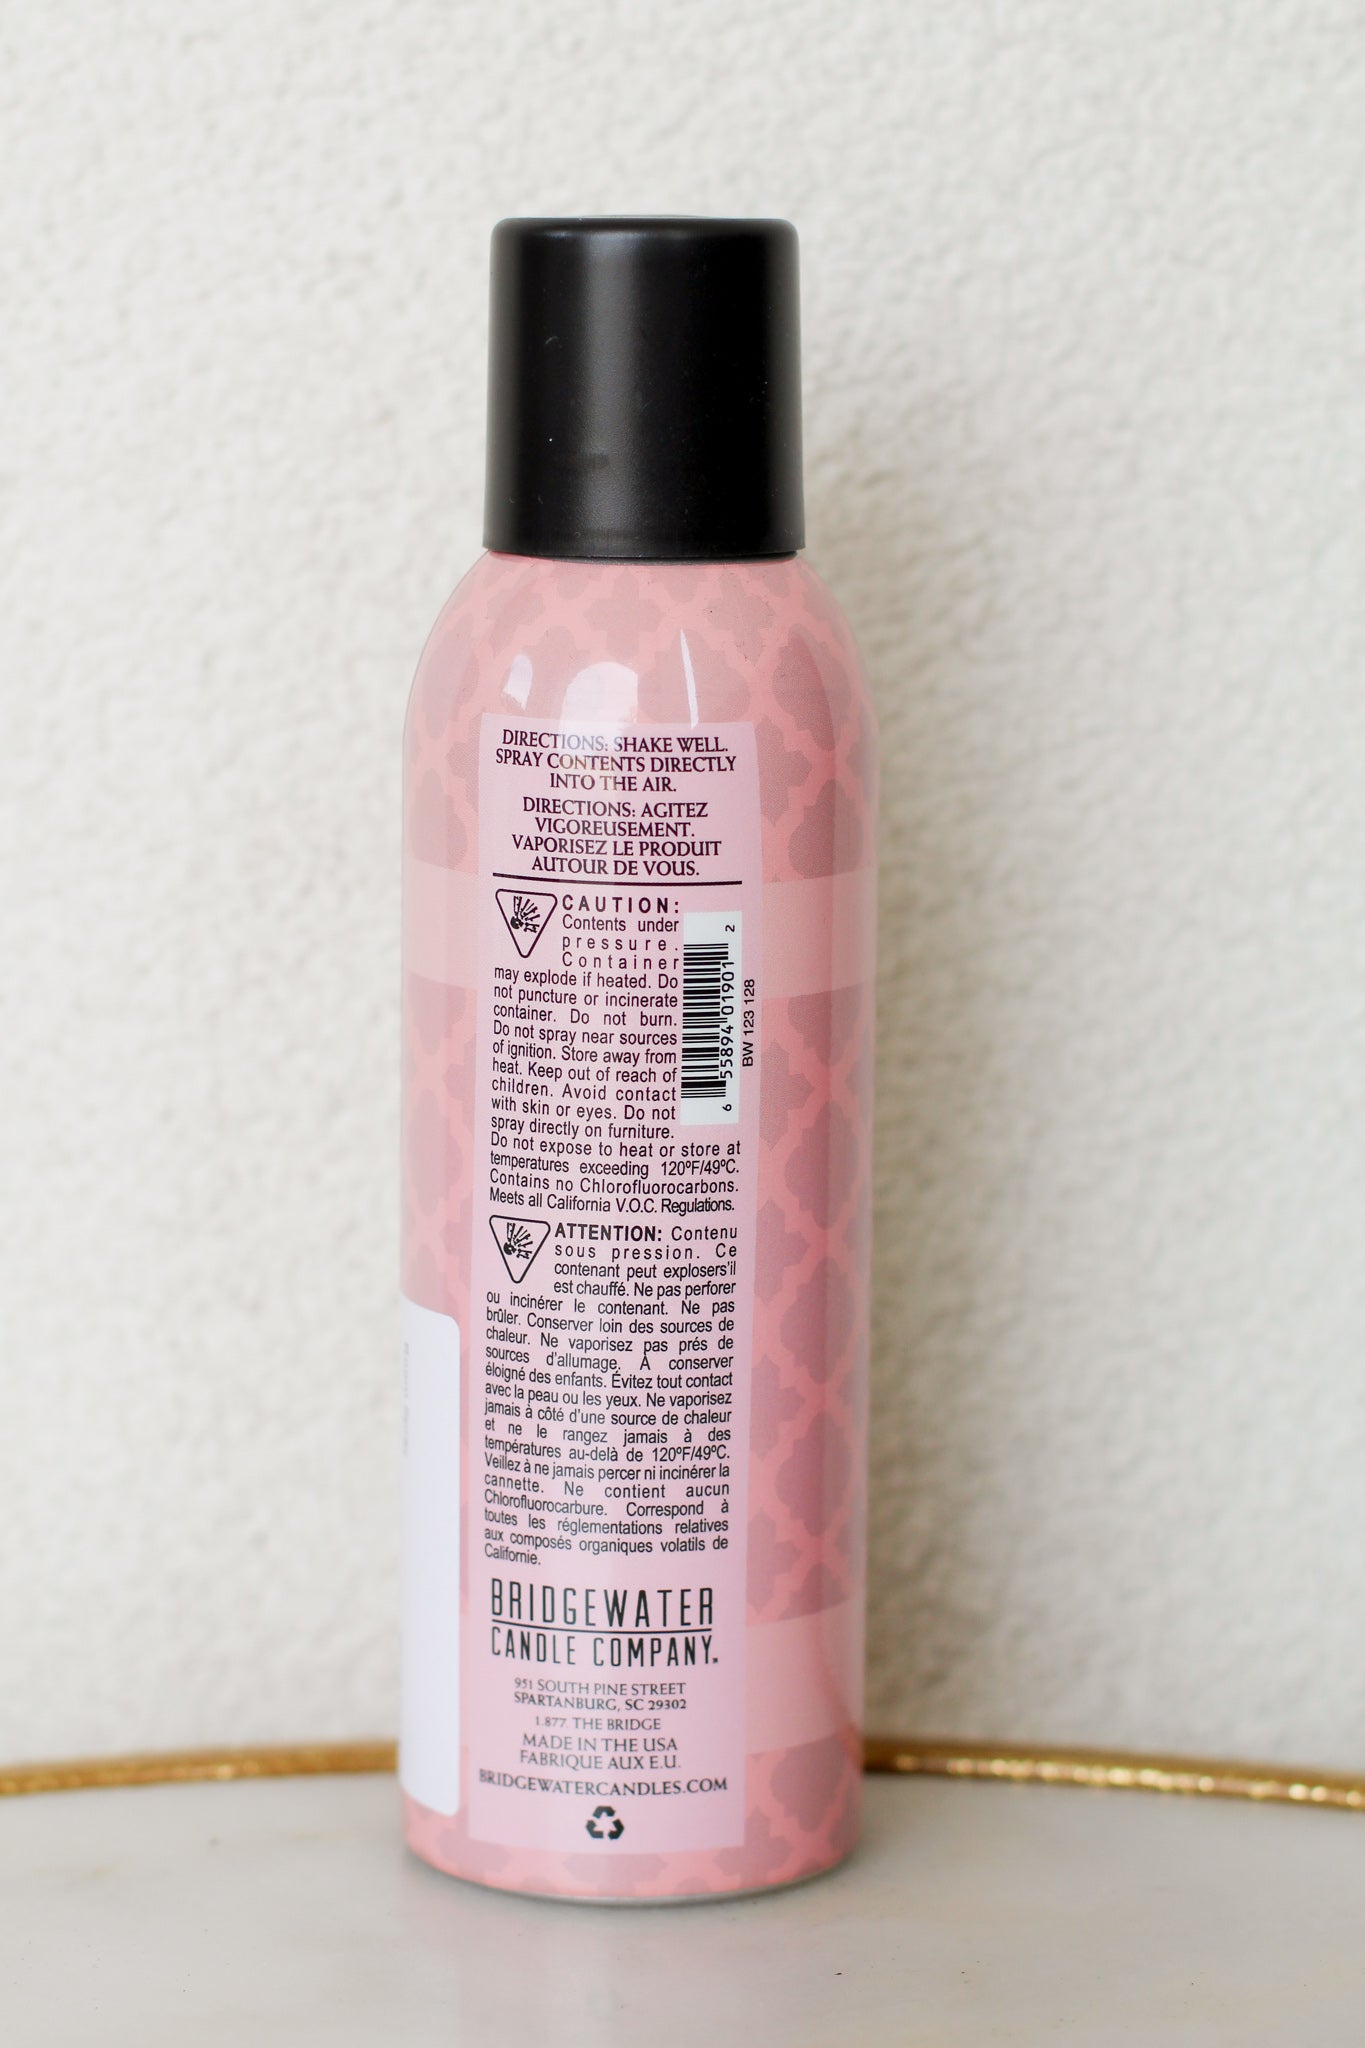 DIRECTIONS: SHAKE WELL.
SPRAY CONTENTS DIRECTLY
INTO THE AIR.
DIRECTIONS: AGITEZ
VIGOREUSEMENT.
VAPORISEZ LE PRODUIT
AUTOUR DE VOUS.
CAUTION:
Contents under
pressure.
Container
may explode if heated. Do
not puncture or incinerate
container. Do not burn.
Do not spray near sources
of ignition. Store away from
heat. Keep out of reach of
children. Avoid contact
with skin or eyes. Do not
spray directly on furniture.
Do not expose to heat or store at
temperatures exceeding 120ºF/49ºC.
Contains no Chlorofluorocarbons.
Meets all California V.O.C. Regulations.
6 55894 01901 2
BW 123 128
ATTENTION: Contenu
sous pression. Ce
contenant peut explosers'il
est chauffé. Ne pas perforer
ou incinérer le contenant. Ne pas
brûler. Conserver loin des sources de
chaleur. Ne vaporisez pas prés de
sources d'allumage. À conserver
éloigné des enfants. Évitez tout contact
avec la peau ou les yeux. Ne vaporisez
jamais à côté d'une source de chaleur
et ne le rangez jamais à des
températures au-delà de 120ºF/49ºC.
Veillez à ne jamais percer ni incinérer la
cannette. Ne contient aucun
Chlorofluorocarbure. Correspond à
toutes les réglementations relatives
aux composés organiques volatils de
Californie.
BRIDGEWATER
CANDLE COMPANY™
951 SOUTH PINE STREET
SPARTANBURG, SC 29302
1.877. THE BRIDGE
MADE IN THE USA
FABRIQUE AUX E.U.
BRIDGEWATERCANDLES.COM